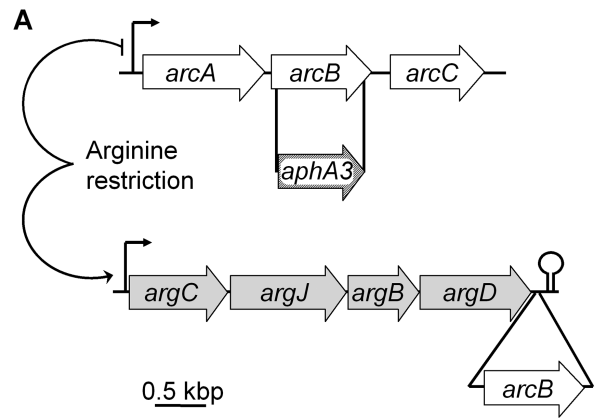 A
arcA arcB arcC
aphA3
Arginine
restriction
argC argJ argB argD
arcB
0.5 kbp